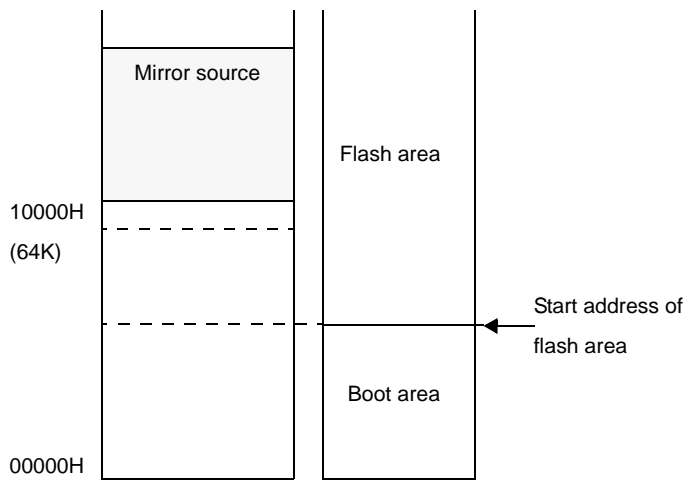 Mirror source
Flash area
10000H
(64K)
Start address of
flash area
Boot area
00000H